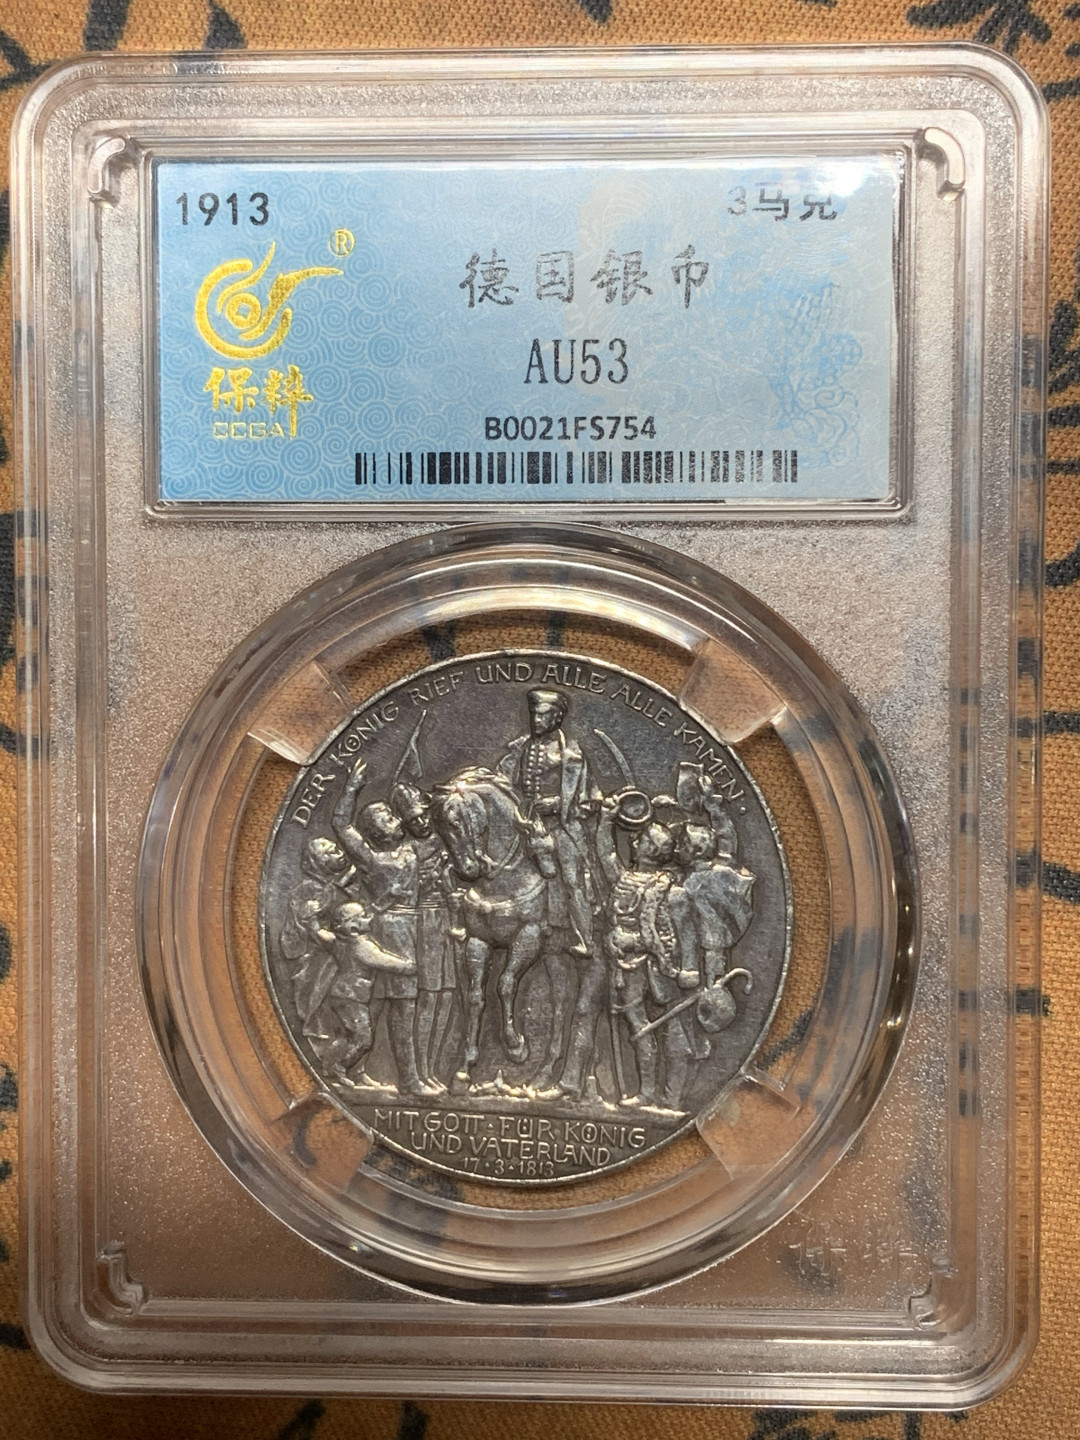 1913
3马克
®
保粹
CCGA
德国银币
AU53
B0021FS754
DER KÖNIG RIEF UND ALLE ALLE KAMEN·
MIT GOTT·FÜR KÖNIG
UND VATERLAND
17·3·1813